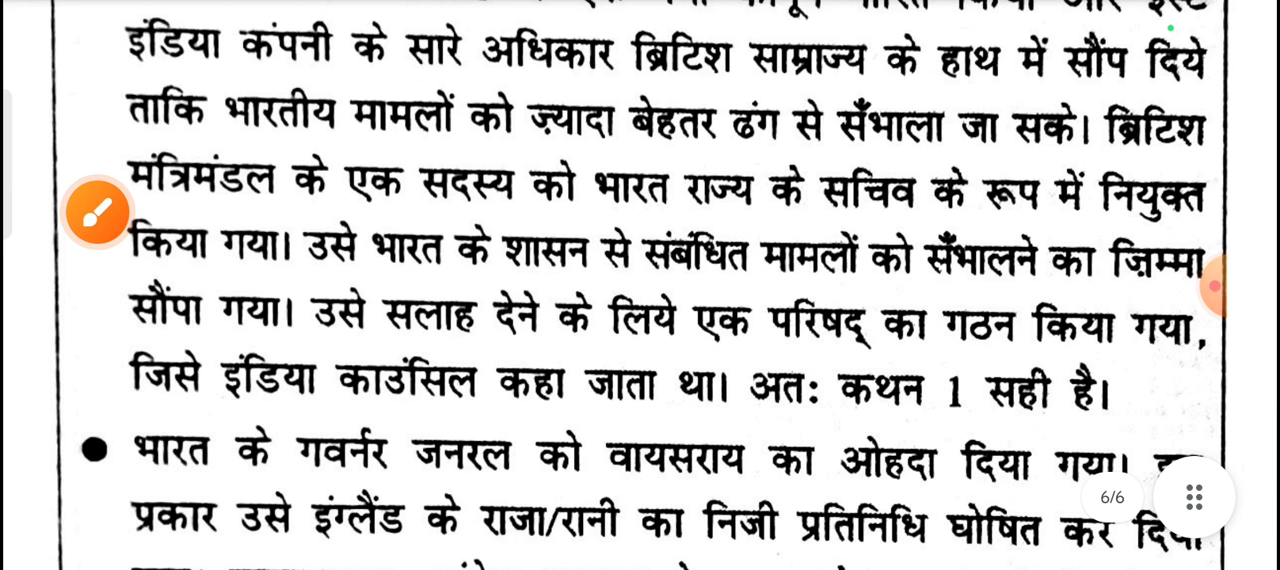 इंडिया कंपनी के सारे अधिकार ब्रिटिश साम्राज्य के हाथ में सौंप दिये
ताकि भारतीय मामलों को ज़्यादा बेहतर ढंग से सँभाला जा सके। ब्रिटिश
मंत्रिमंडल के एक सदस्य को भारत राज्य के सचिव के रूप में नियुक्त
किया गया। उसे भारत के शासन से संबंधित मामलों को सँभालने का ज़िम्मा
सौंपा गया। उसे सलाह देने के लिये एक परिषद् का गठन किया गया,
जिसे इंडिया काउंसिल कहा जाता था। अतः कथन 1 सही है।
● भारत के गवर्नर जनरल को वायसराय का ओहदा दिया गया।
6/6
प्रकार उसे इंग्लैंड के राजा/रानी का निजी प्रतिनिधि घोषित कर